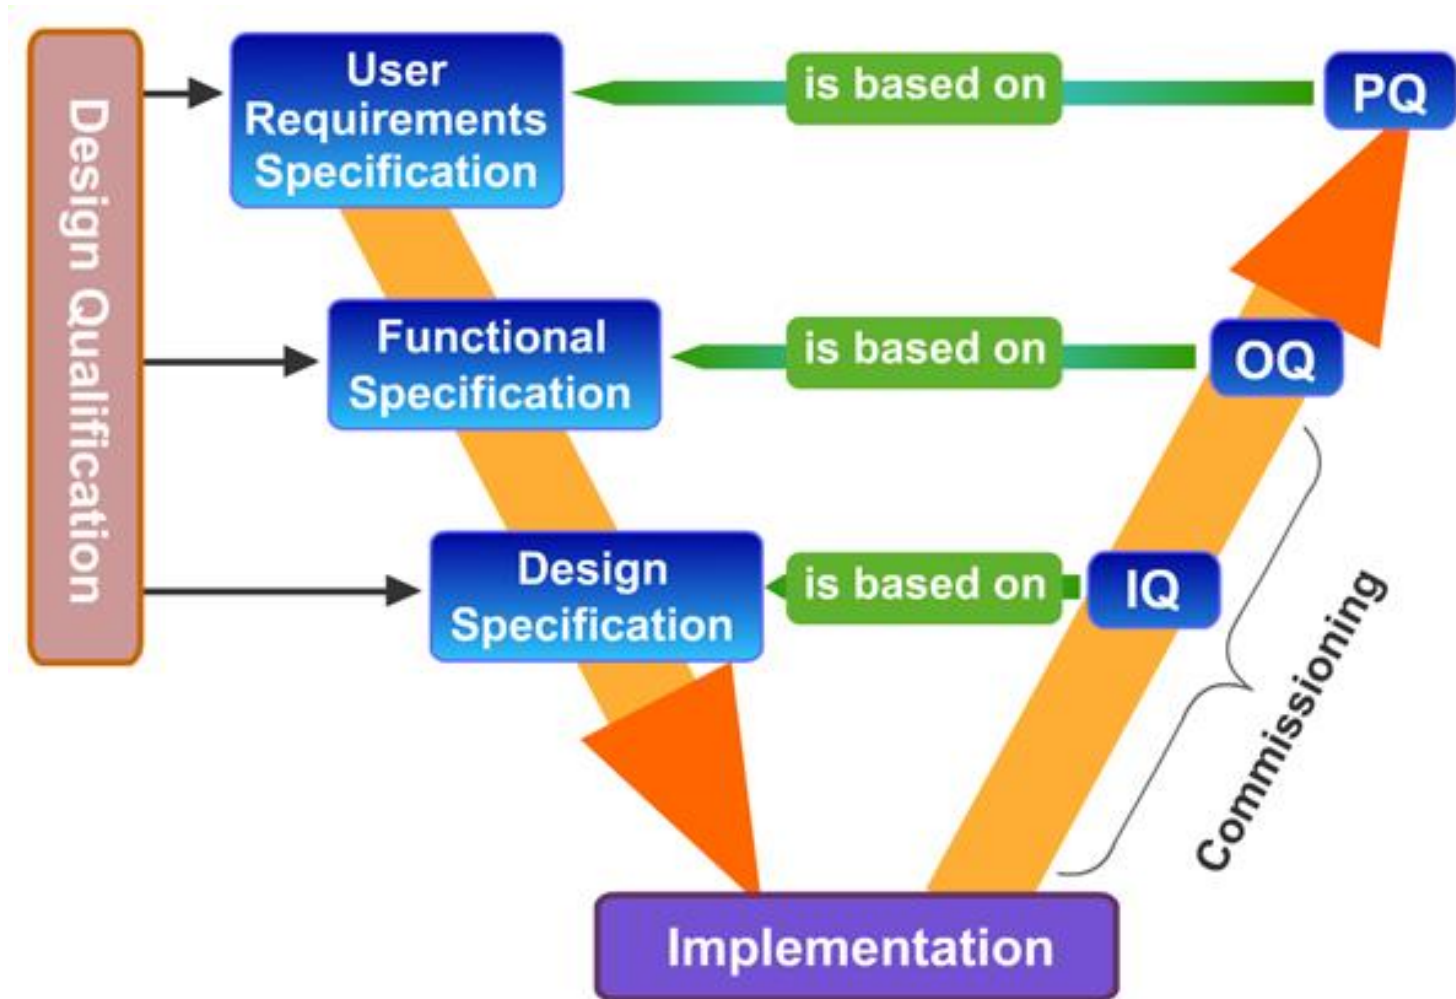 Design Qualification
User
Requirements
Specification
is based on
PQ
Functional
Specification
is based on
OQ
Design
Specification
is based on
IQ
Commissioning
Implementation